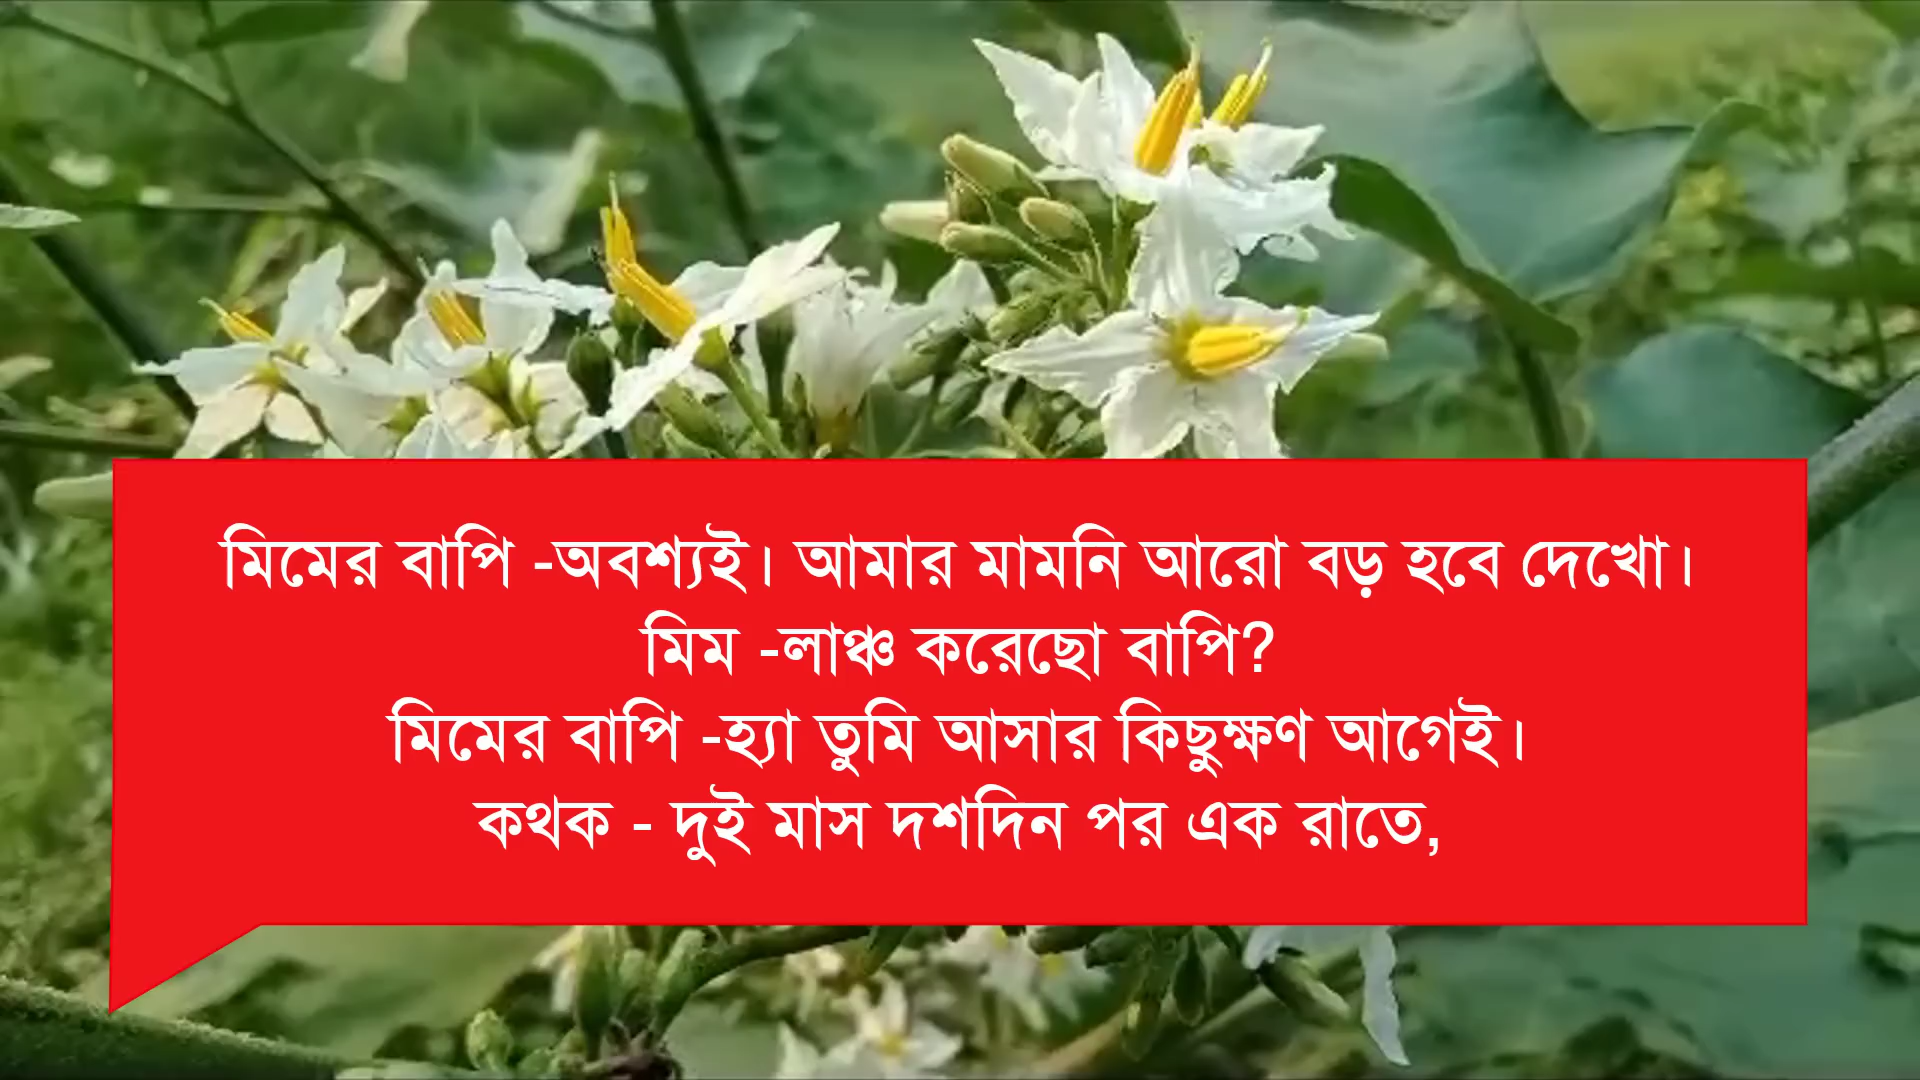 মিমের বাপি -অবশ্যই। আমার মামনি আরো বড় হবে দেখো।
মিম -লাঞ্চ করেছো বাপি?
মিমের বাপি -হ্যা তুমি আসার কিছুক্ষণ আগেই।
কথক - দুই মাস দশদিন পর এক রাতে,